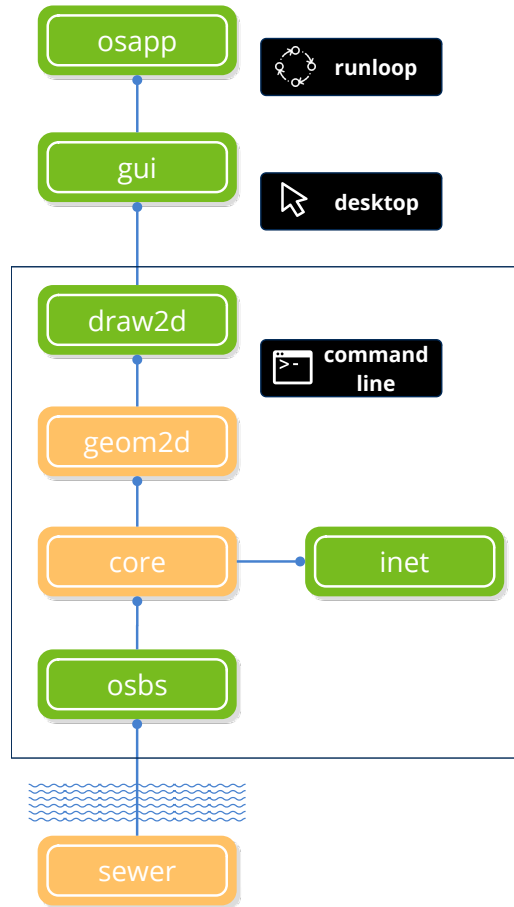 osapp
runloop
gui
desktop
draw2d
command
line
>-
geom2d
core
inet
osbs
sewer